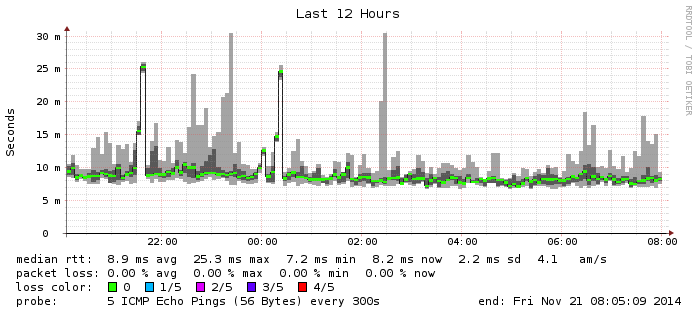 Last 12 Hours
RRDTOOL / TOBI OETIKER
Seconds
30 m
25 m
20 m
15 m
10 m
5 m
0
22:00 00:00 02:00 04:00 06:00 08:00
median rtt: 8.9 ms avg 25.3 ms max 7.2 ms min 8.2 ms now 2.2 ms sd 4.1 am/s
packet loss: 0.00 % avg 0.00 % max 0.00 % min 0.00 % now
loss color: 0 1/5 2/5 3/5 4/5
probe: 5 ICMP Echo Pings (56 Bytes) every 300s end: Fri Nov 21 08:05:09 2014